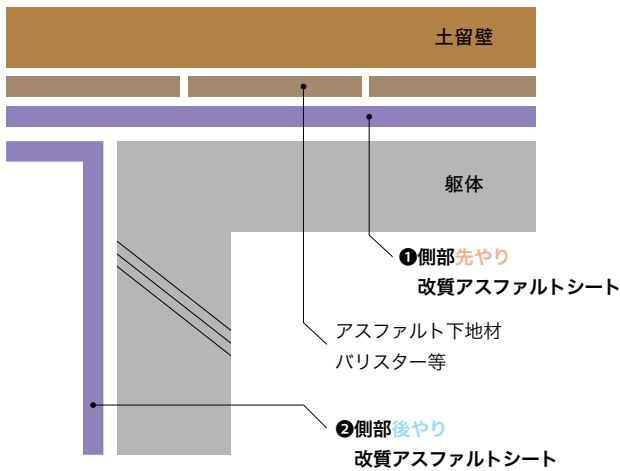 土留壁
躯体
❶側部先やり
改質アスファルトシート
アスファルト下地材
バリスター等
❷側部後やり
改質アスファルトシート